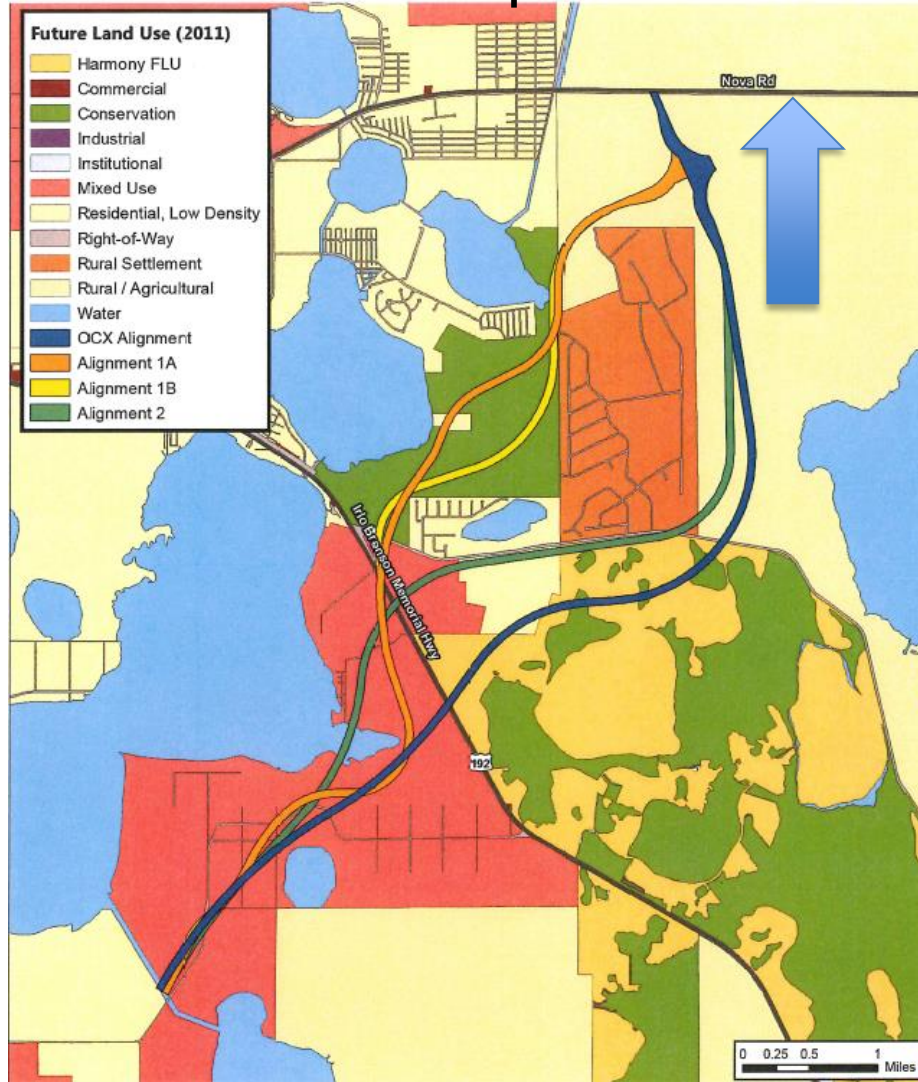 Future Land Use (2011)
Harmony FLU
Commercial
Conservation
Industrial
Institutional
Mixed Use
Residential, Low Density
Right-of-Way
Rural Settlement
Rural / Agricultural
Water
OCX Alignment
Alignment 1A
Alignment 1B
Alignment 2
Nova Rd
Irlo Bronson Memorial Hwy
192
0 0.25 0.5 1
Miles